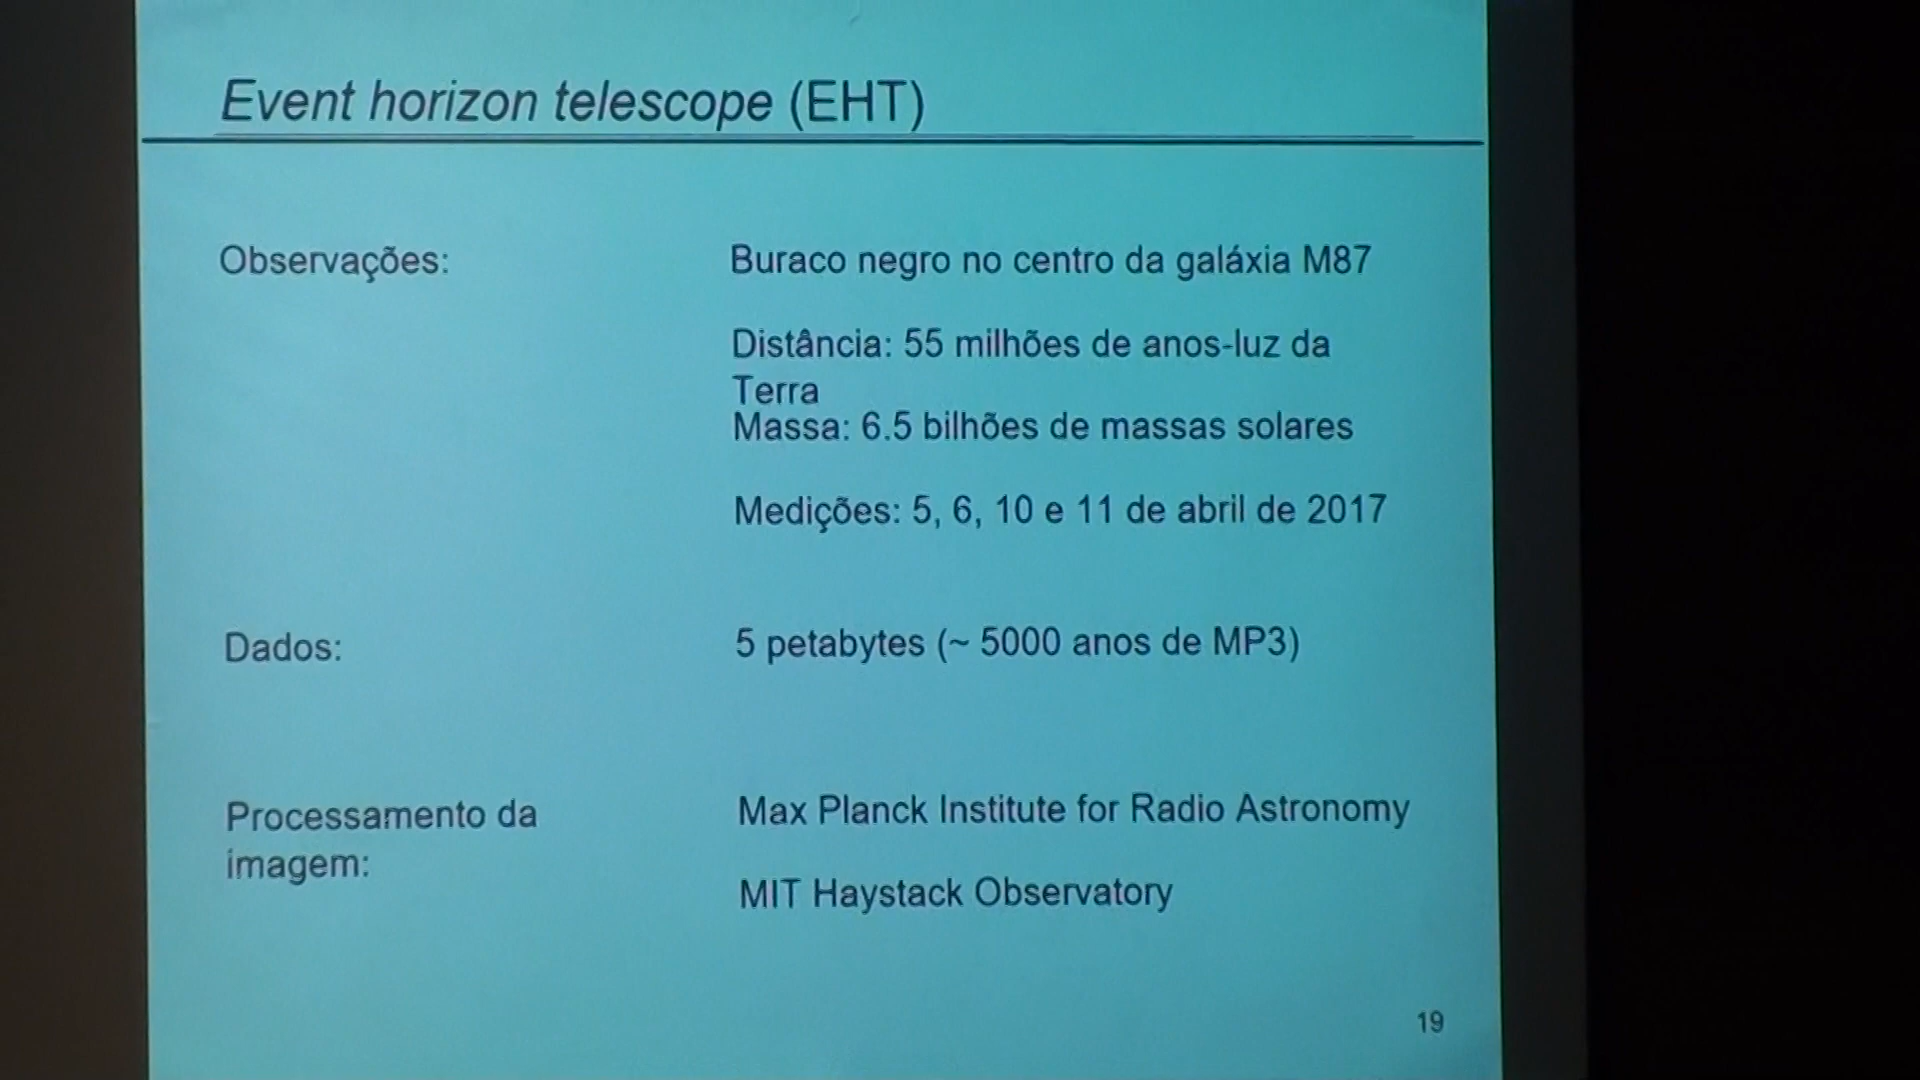 Event horizon telescope (EHT)
Observações:
Buraco negro no centro da galáxia M87
Distância: 55 milhões de anos-luz da
Terra
Massa: 6.5 bilhões de massas solares
Medições: 5, 6, 10 e 11 de abril de 2017
Dados:
5 petabytes (~ 5000 anos de MP3)
Processamento da
imagem:
Max Planck Institute for Radio Astronomy
MIT Haystack Observatory
19